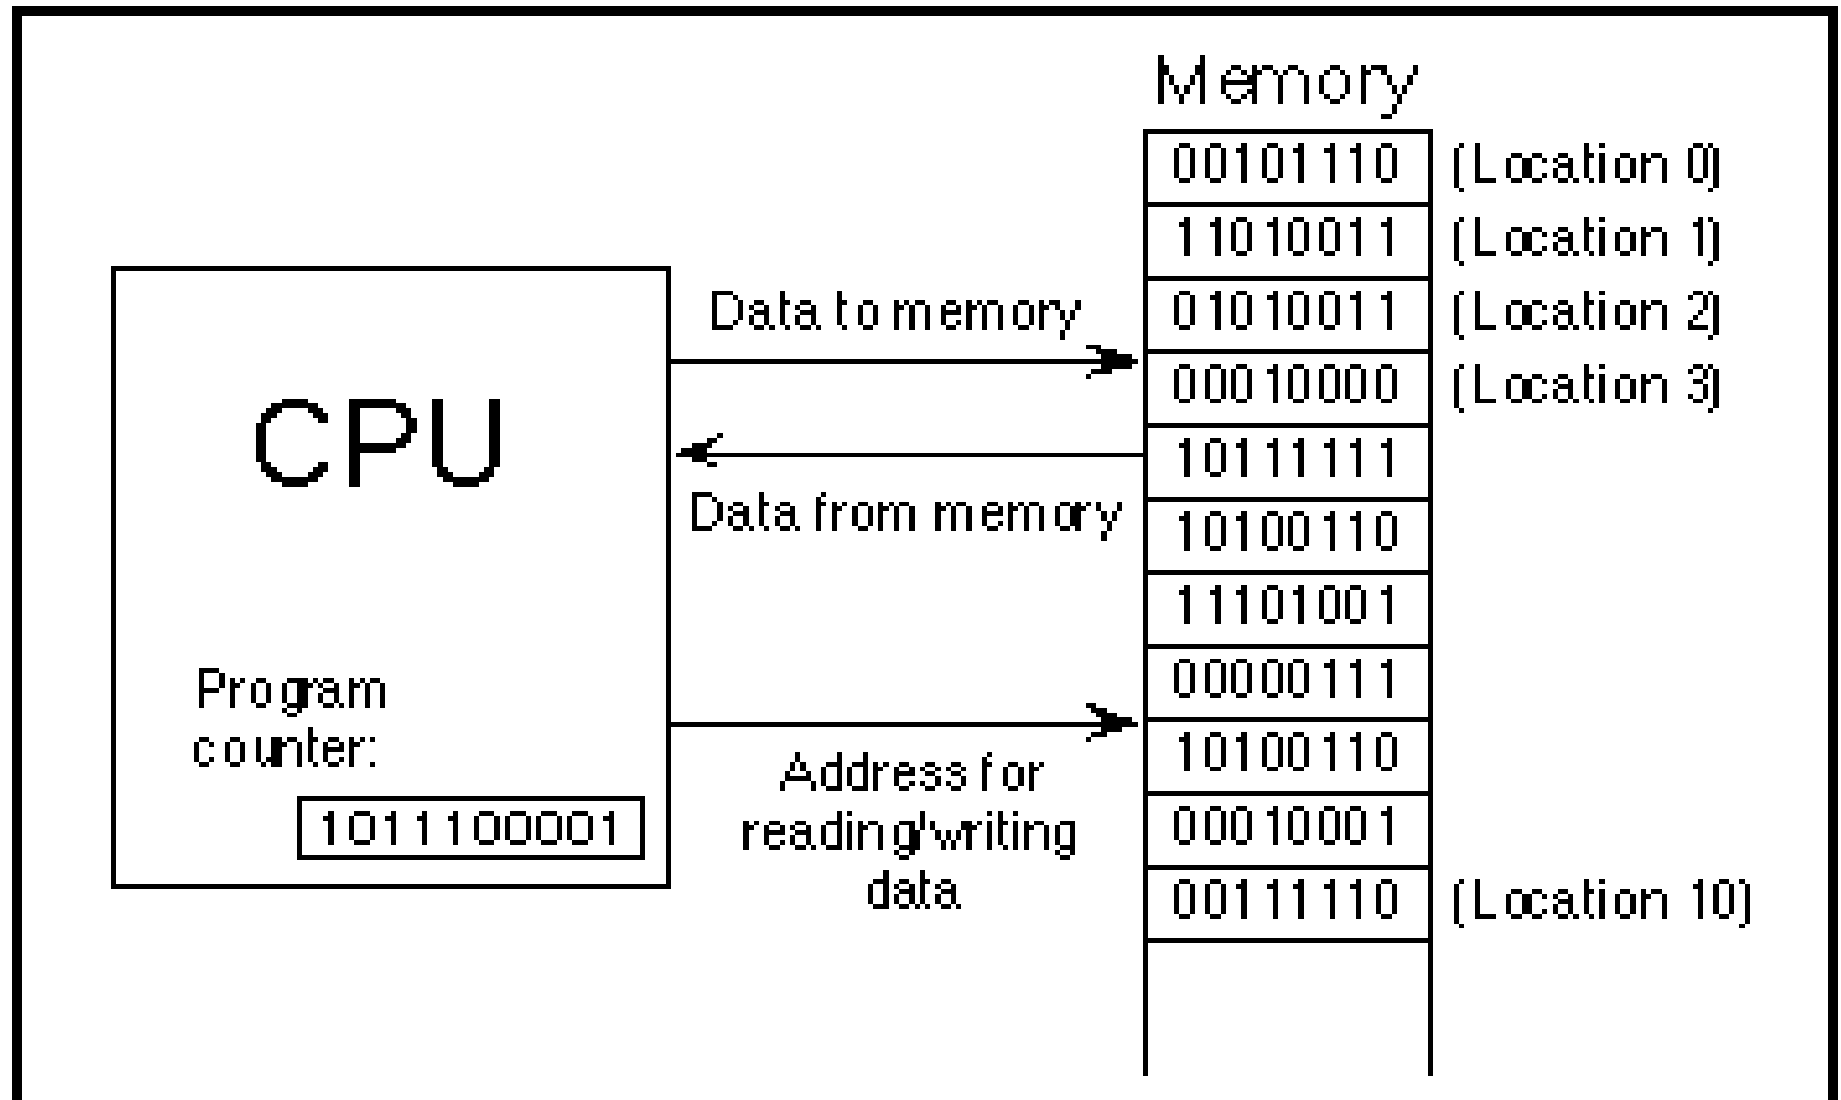 Memory
00101110 (Location 0)
11010011 (Location 1)
01010011 (Location 2)
00010000 (Location 3)
10111111
10100110
11101001
00000111
10100110
00010001
00111110 (Location 10)
Data to memory
CPU
Data from memory
Program
counter:
1011100001
Address for
reading/writing
data